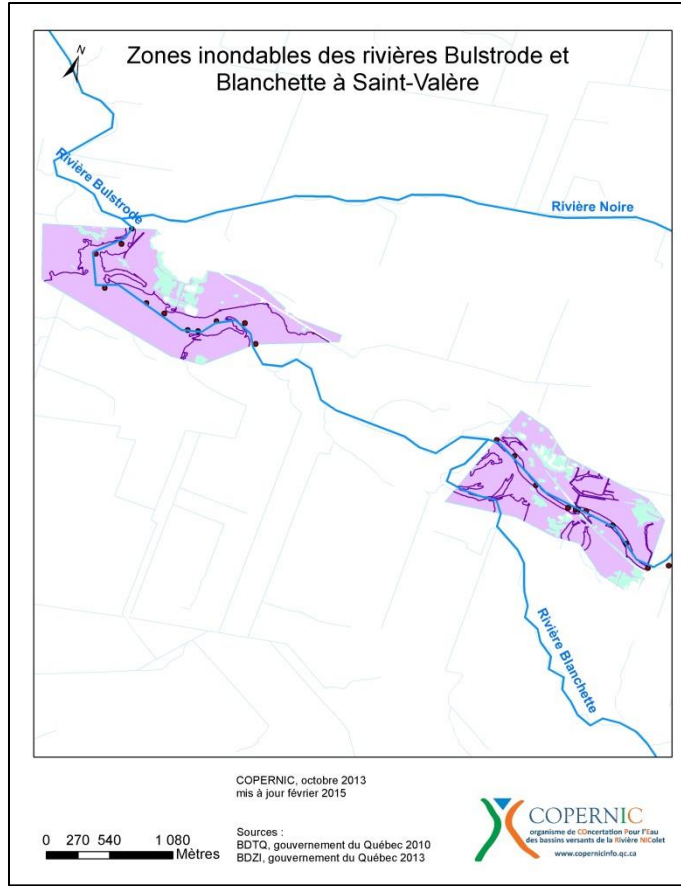 Zones inondables des rivières Bulstrode et
Blanchette à Saint-Valère
N
Rivière Bulstrode
Rivière Noire
Rivière Blanchette
COPERNIC, octobre 2013
mis à jour février 2015
0 270 540 1 080
Mètres
Sources :
BDTQ, gouvernement du Québec 2010
BDZI, gouvernement du Québec 2013
COPERNIC
organisme de COncertation Pour l'Eau
des bassins versants de la Rivière NIColet
www.copernicinfo.qc.ca